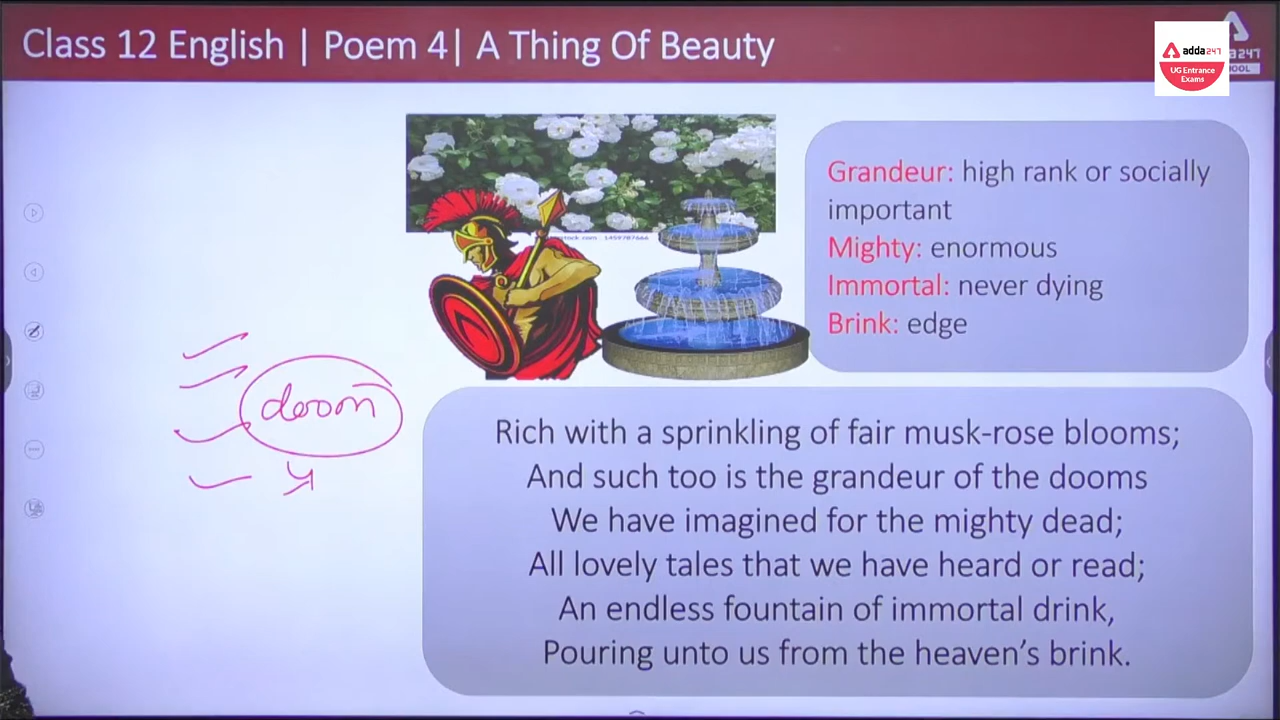 Class 12 English | Poem 4| A Thing Of Beauty
adda247
UG Entrance
Exams
Grandeur: high rank or socially
important
Mighty: enormous
Immortal: never dying
Brink: edge
doom
Rich with a sprinkling of fair musk-rose blooms;
And such too is the grandeur of the dooms
We have imagined for the mighty dead;
All lovely tales that we have heard or read;
An endless fountain of immortal drink,
Pouring unto us from the heaven's brink.